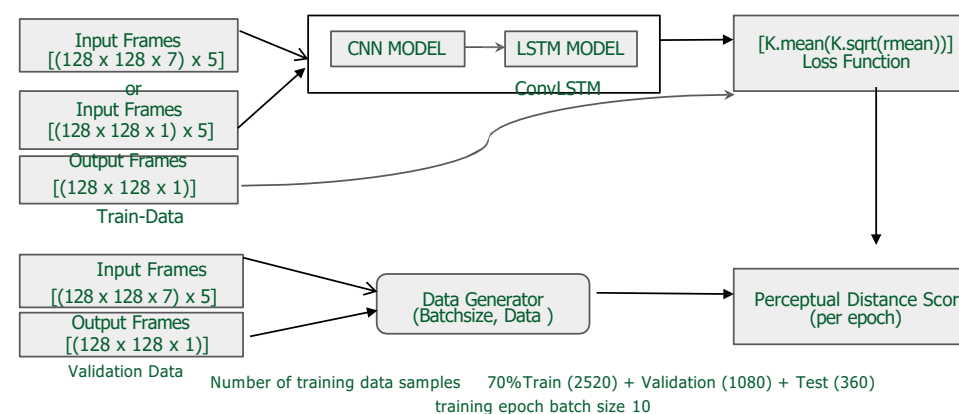 Input Frames
[(128 x 128 x 7) x 5]
or
Input Frames
[(128 x 128 x 1) x 5]
Output Frames
[(128 x 128 x 1)]
Train-Data
CNN MODEL
LSTM MODEL
ConvLSTM
[K.mean(K.sqrt(rmean))]
Loss Function
Input Frames
[(128 x 128 x 7) x 5]
Output Frames
[(128 x 128 x 1)]
Validation Data
Data Generator
(Batchsize, Data )
Perceptual Distance Scor
(per epoch)
Number of training data samples 70%Train (2520) + Validation (1080) + Test (360)
training epoch batch size 10